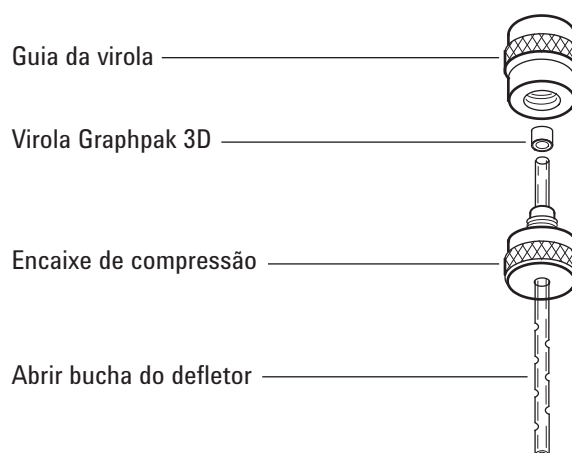 Guia da virola
Virola Graphpak 3D
Encaixe de compressão
Abrir bucha do defletor